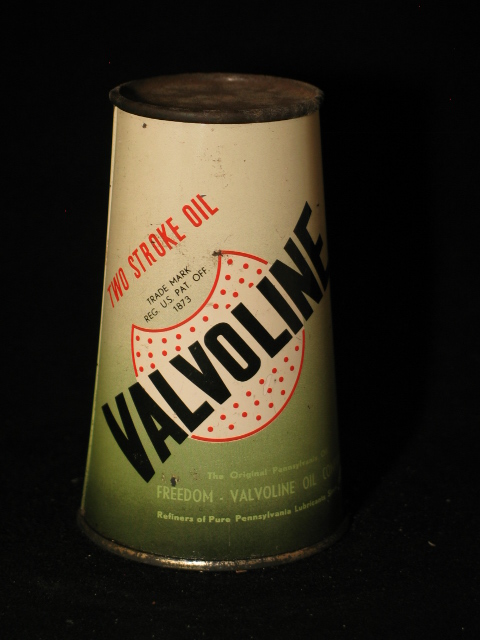 TWO STROKE OIL
TRADE MARK
REG. U.S. PAT. OFF.
1873
VALVOLINE
The Original Pennsylvania
FREEDOM - VALVOLINE OIL
Refiners of Pure Pennsylvania